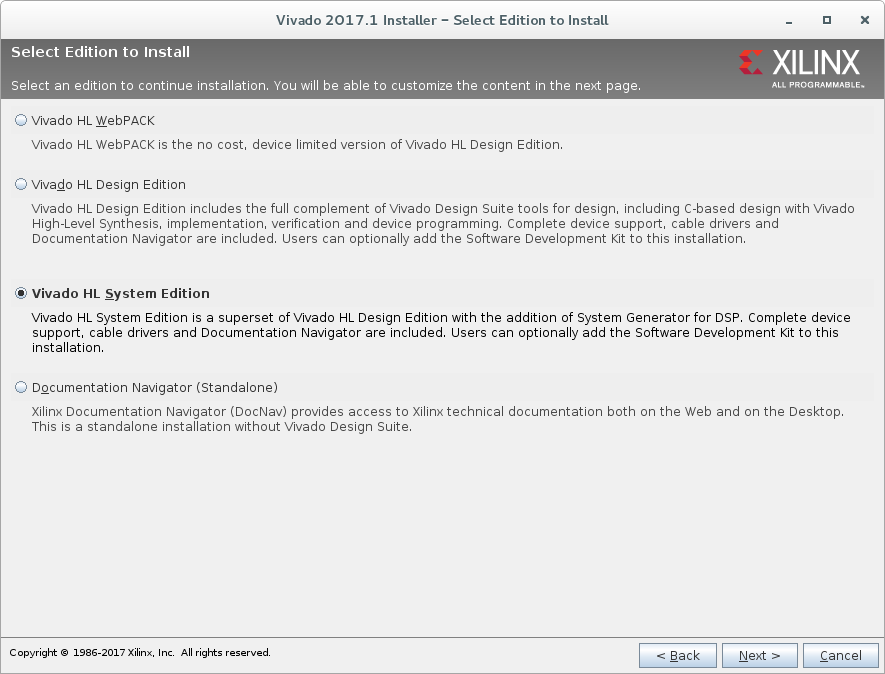 Vivado 2017.1 Installer – Select Edition to Install
Select Edition to Install
Select an edition to continue installation. You will be able to customize the content in the next page.
XILINX
ALL PROGRAMMABLE™
Vivado HL WebPACK
Vivado HL WebPACK is the no cost, device limited version of Vivado HL Design Edition.
Vivado HL Design Edition
Vivado HL Design Edition includes the full complement of Vivado Design Suite tools for design, including C-based design with Vivado
High-Level Synthesis, implementation, verification and device programming. Complete device support, cable drivers and
Documentation Navigator are included. Users can optionally add the Software Development Kit to this installation.
Vivado HL System Edition
Vivado HL System Edition is a superset of Vivado HL Design Edition with the addition of System Generator for DSP. Complete device
support, cable drivers and Documentation Navigator are included. Users can optionally add the Software Development Kit to this
installation.
Documentation Navigator (Standalone)
Xilinx Documentation Navigator (DocNav) provides access to Xilinx technical documentation both on the Web and on the Desktop.
This is a standalone installation without Vivado Design Suite.
Copyright © 1986-2017 Xilinx, Inc. All rights reserved.
< Back
Next >
Cancel